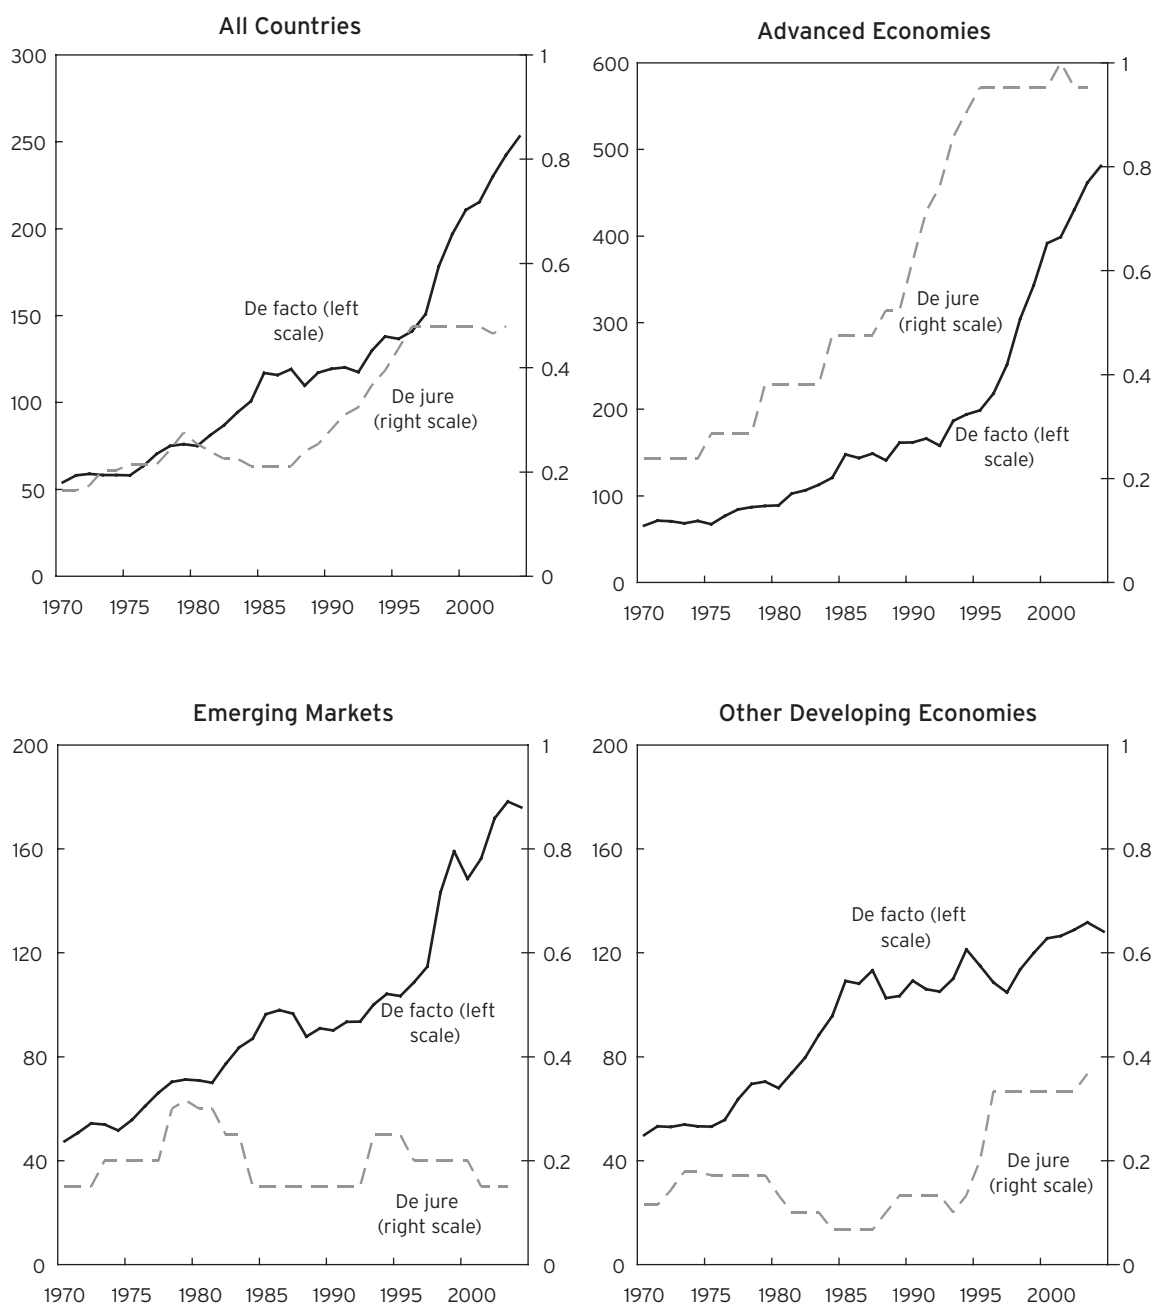 All Countries
300
250
200
150
100
50
0
1
0.8
0.6
0.4
0.2
0
De facto (left
scale)
De jure
(right scale)
1970 1975 1980 1985 1990 1995 2000
Advanced Economies
600
500
400
300
200
100
0
1
0.8
0.6
0.4
0.2
0
De jure
(right scale)
De facto (left
scale)
1970 1975 1980 1985 1990 1995 2000
Emerging Markets
200
160
120
80
40
0
1
0.8
0.6
0.4
0.2
0
De facto (left
scale)
De jure
(right scale)
1970 1975 1980 1985 1990 1995 2000
Other Developing Economies
200
160
120
80
40
0
1
0.8
0.6
0.4
0.2
0
De facto (left
scale)
De jure
(right scale)
1970 1975 1980 1985 1990 1995 2000